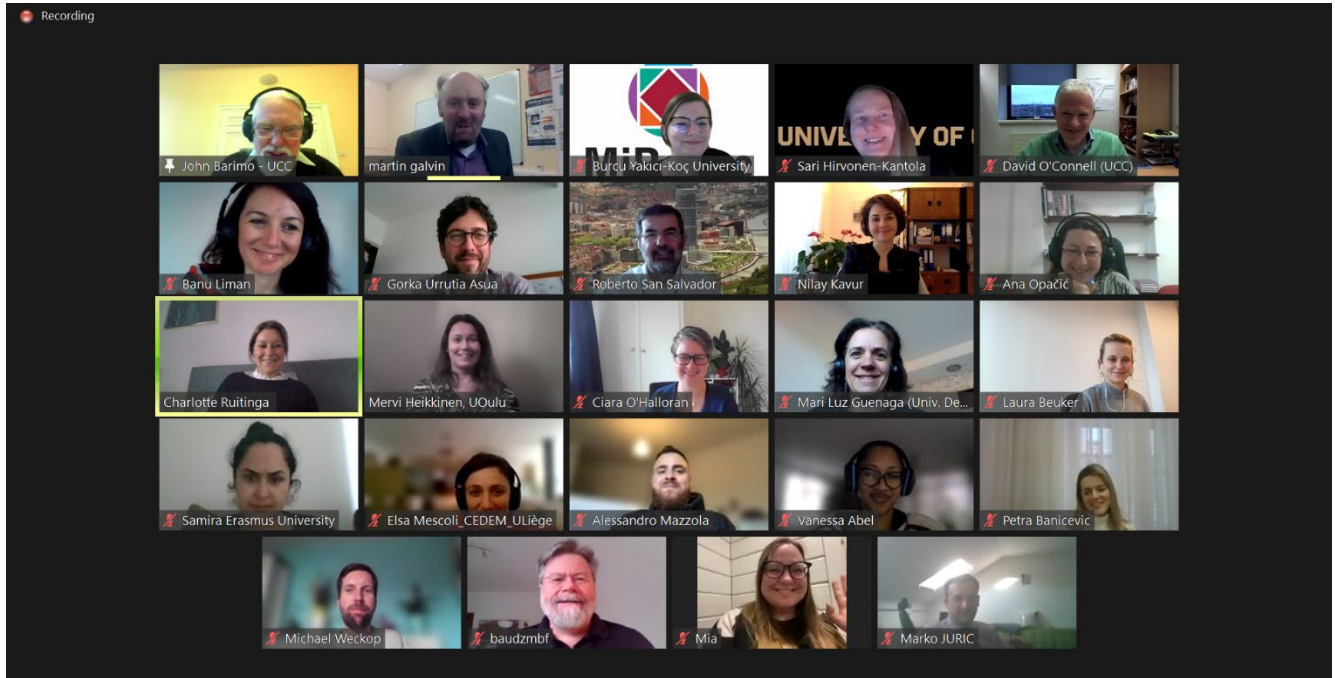 Recording
John Barimo - UCC
martin galvin
MiR
Burcu Yakıcı-Koç University
UNIVE Y OF
Sari Hirvonen-Kantola
David O'Connell (UCC)
Banu Liman
Gorka Urrutia Asua
Roberto San Salvador
Nilay Kavur
Ana Opačić
Charlotte Ruitinga
Mervi Heikkinen, UOulu
Ciara O'Halloran
Mari Luz Guenaga (Univ. De...
Laura Beuker
Samira Erasmus University
Elsa Mescoli_CEDEM_ULiège
Alessandro Mazzola
Vanessa Abel
Petra Banicevic
Michael Weckop
baudzmbf
Mia
Marko JURIC